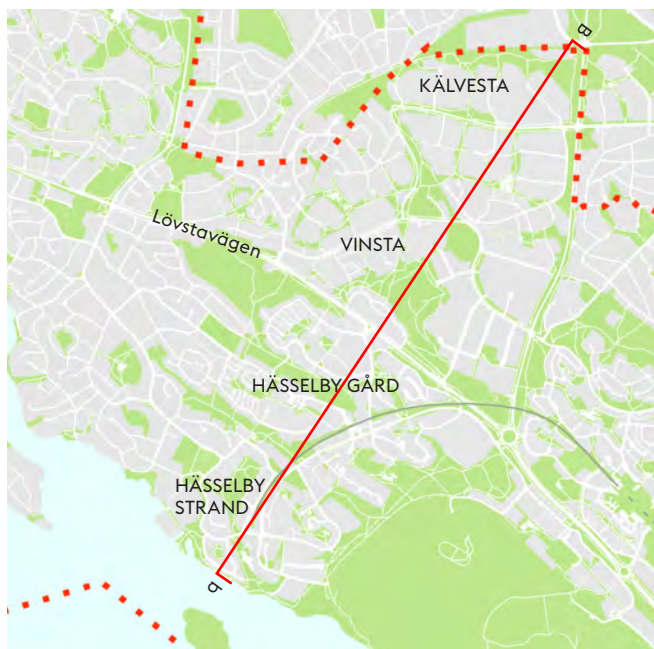 B
KÄLVESTA
Lövstavägen
VINSTA
HÄSSELBY GÅRD
HÄSSELBY
STRAND
b